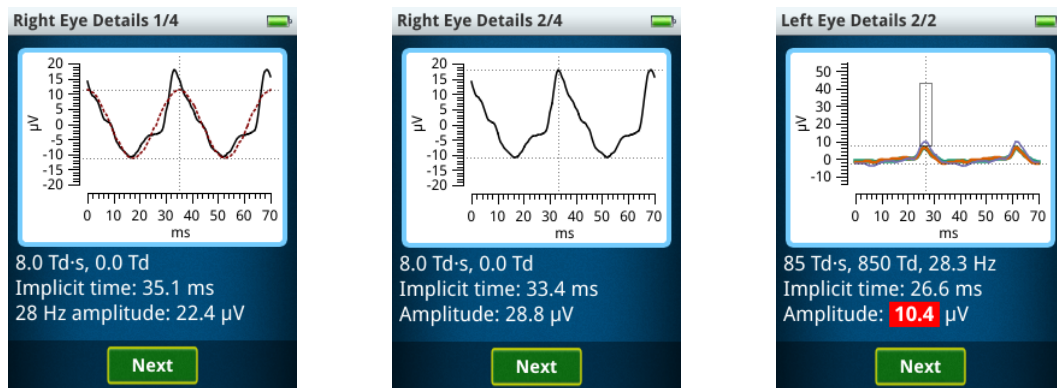 Right Eye Details 1/4
20
15
10
5
0
-5
-10
-15
-20
µV
0 10 20 30 40 50 60 70
ms
8.0 Td·s, 0.0 Td
Implicit time: 35.1 ms
28 Hz amplitude: 22.4 µV
Next
Right Eye Details 2/4
20
15
10
5
0
-5
-10
-15
-20
µV
0 10 20 30 40 50 60 70
ms
8.0 Td·s, 0.0 Td
Implicit time: 33.4 ms
Amplitude: 28.8 µV
Next
Left Eye Details 2/2
50
40
30
20
10
0
-10
µV
0 10 20 30 40 50 60 70
ms
85 Td·s, 850 Td, 28.3 Hz
Implicit time: 26.6 ms
Amplitude: 10.4 µV
Next